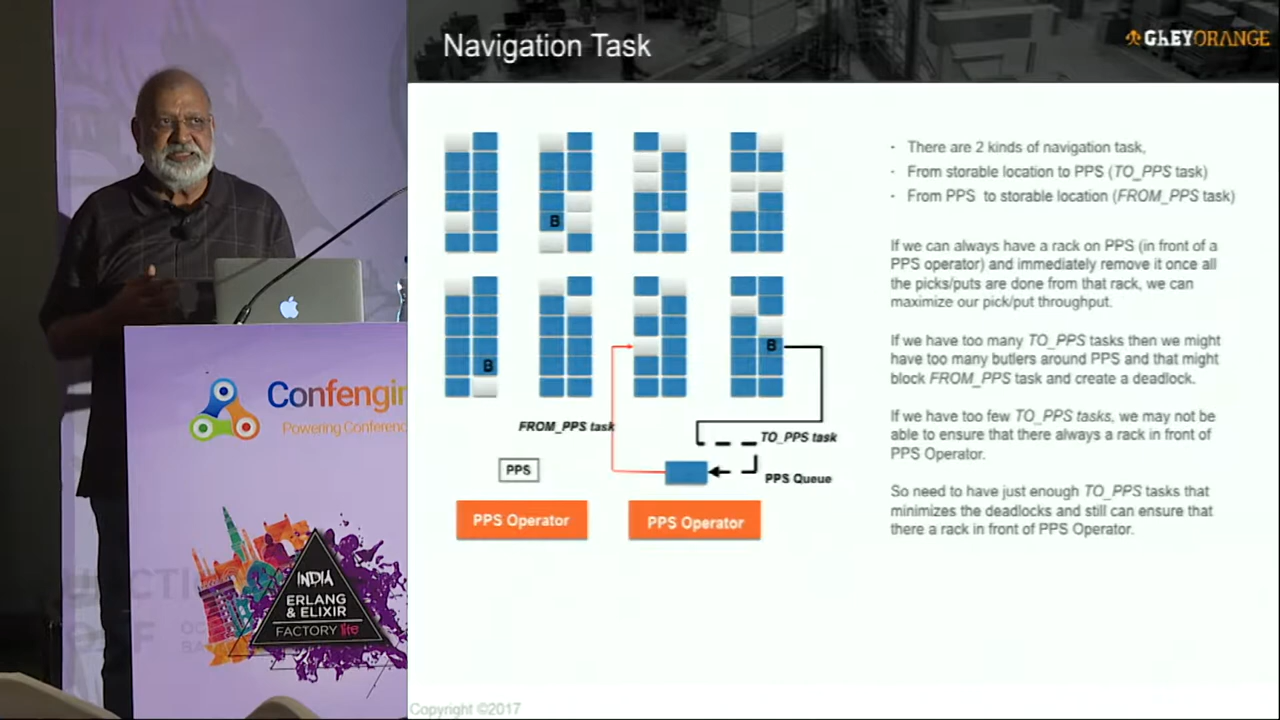 Navigation Task
GREYORANGE
B
B
B
FROM_PPS task
TO_PPS task
PPS
PPS Queue
PPS Operator
PPS Operator
· There are 2 kinds of navigation task,
· From storable location to PPS (TO_PPS task)
· From PPS to storable location (FROM_PPS task)
If we can always have a rack on PPS (in front of a
PPS operator) and immediately remove it once all
the picks/puts are done from that rack, we can
maximize our pick/put throughput.
If we have too many TO_PPS tasks then we might
have too many butlers around PPS and that might
block FROM_PPS task and create a deadlock.
If we have too few TO_PPS tasks, we may not be
able to ensure that there always a rack in front of
PPS Operator.
So need to have just enough TO_PPS tasks that
minimizes the deadlocks and still can ensure that
there a rack in front of PPS Operator.
Copyright ©2017
Confengin
Powering Conferenc
INDIA
ERLANG
& ELIXIR
FACTORY lite